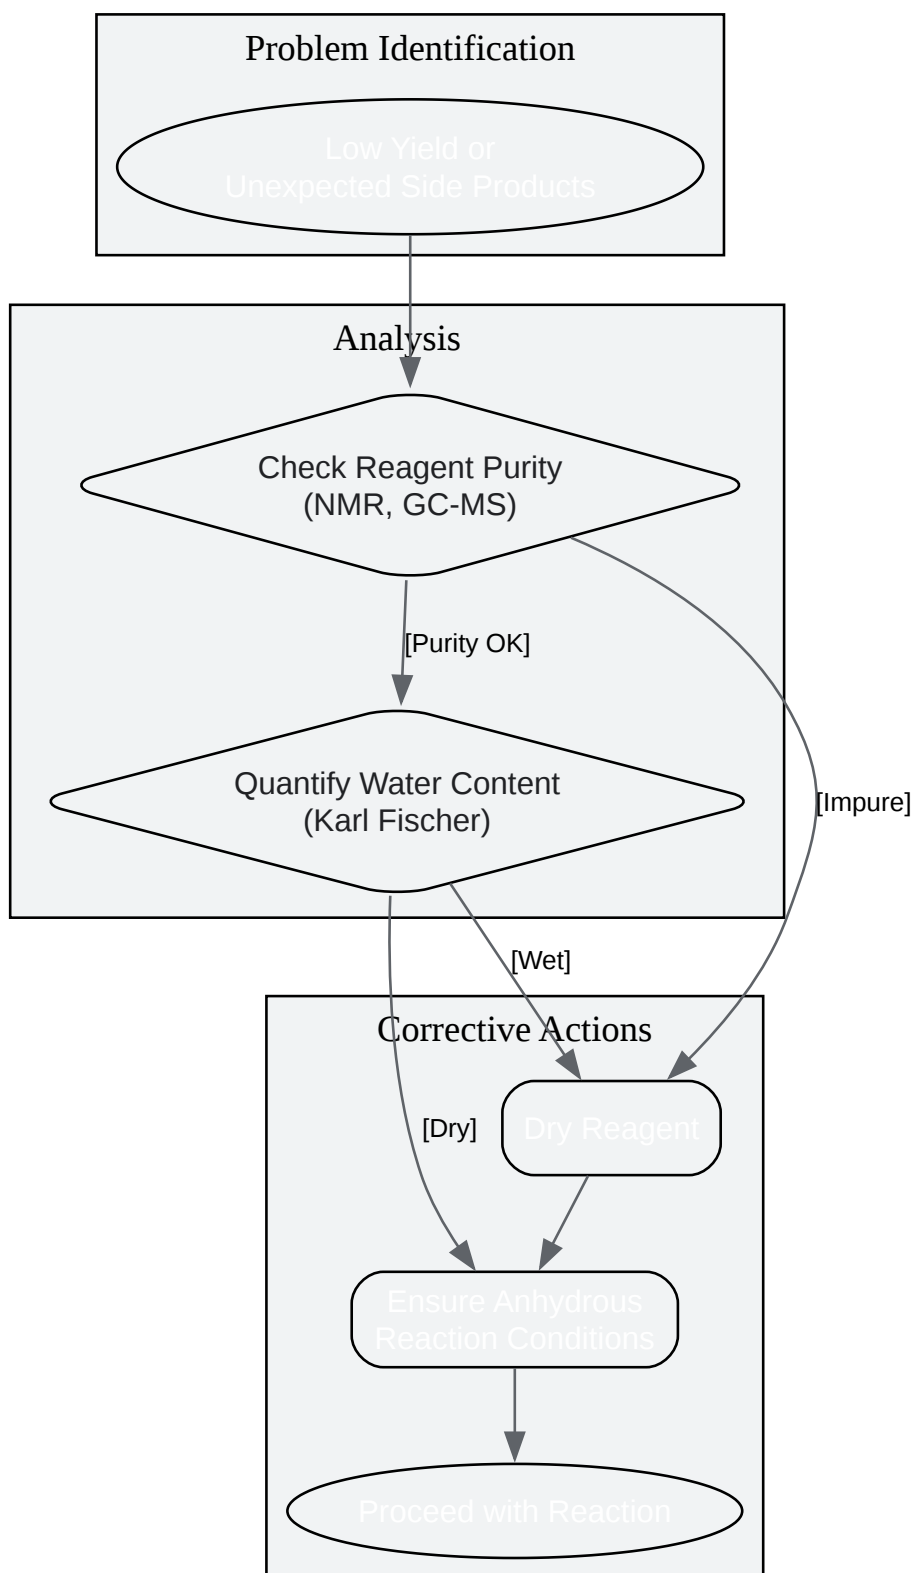 Problem Identification
Low Yield or
Unexpected Side Products
Analysis
Check Reagent Purity
(NMR, GC-MS)
[Purity OK]
Quantify Water Content
(Karl Fischer)
[Impure]
[Wet]
Corrective Actions
[Dry]
Dry Reagent
Ensure Anhydrous
Reaction Conditions
Proceed with Reaction